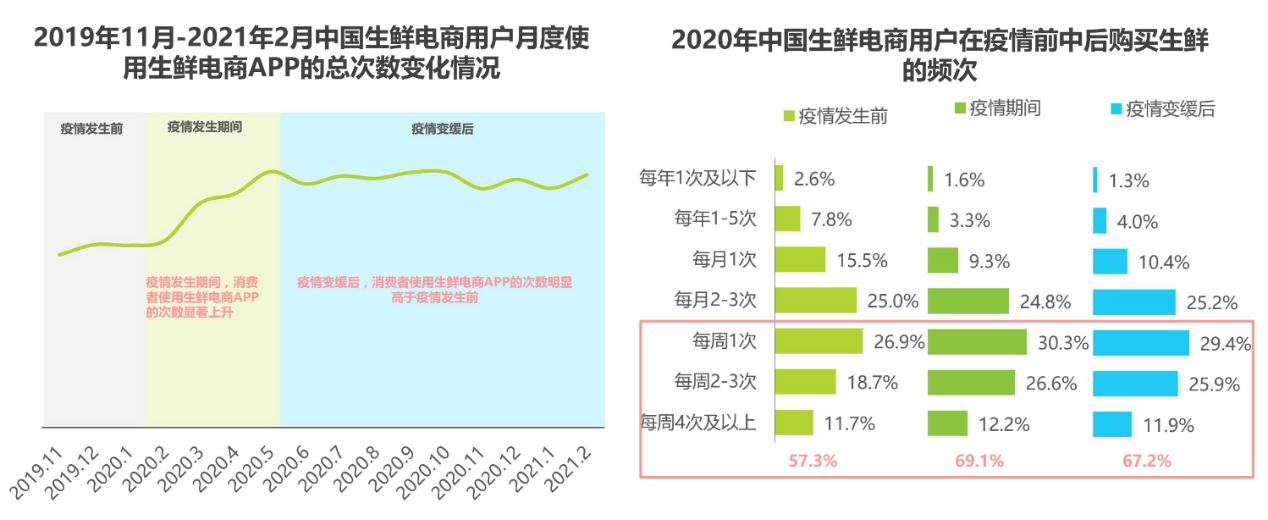 2019年11月-2021年2月中国生鲜电商用户月度使
用生鲜电商APP的总次数变化情况
疫情发生前
疫情发生期间
疫情变缓后
疫情发生期间，消费
者使用生鲜电商APP
的次数显著上升
疫情变缓后，消费者使用生鲜电商APP的次数明显
高于疫情发生前
2019.11
2019.12
2020.1
2020.2
2020.3
2020.4
2020.5
2020.6
2020.7
2020.8
2020.9
2020.10
2020.11
2020.12
2021.1
2021.2
2020年中国生鲜电商用户在疫情前中后购买生鲜
的频次
疫情发生前 疫情期间 疫情变缓后
每年1次及以下 2.6% 1.6% 1.3%
每年1-5次 7.8% 3.3% 4.0%
每月1次 15.5% 9.3% 10.4%
每月2-3次 25.0% 24.8% 25.2%
每周1次 26.9% 30.3% 29.4%
每周2-3次 18.7% 26.6% 25.9%
每周4次及以上 11.7% 12.2% 11.9%
57.3% 69.1% 67.2%